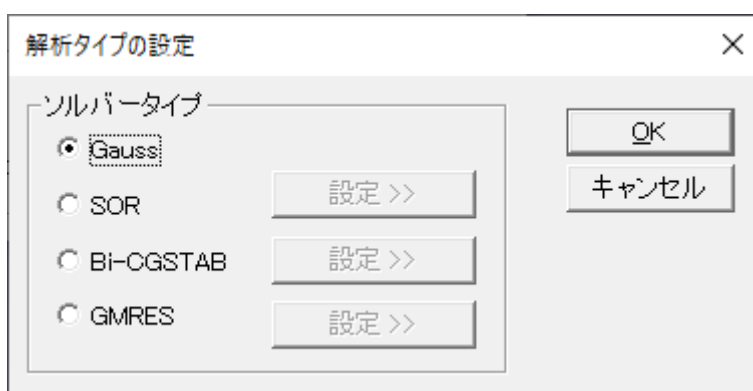 解析タイプの設定
ソルバータイプ
Gauss
SOR
設定 >>
Bi-CGSTAB
設定 >>
GMRES
設定 >>
OK
キャンセル